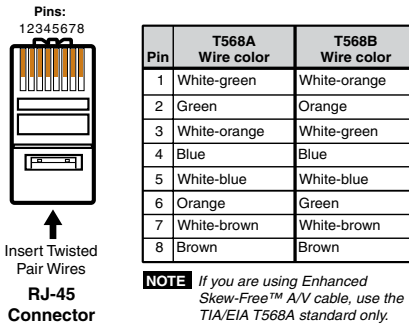 Pins:
12345678
Insert Twisted
Pair Wires
RJ-45
Connector
Pin T568A Wire color T568B Wire color
1 White-green White-orange
2 Green Orange
3 White-orange White-green
4 Blue Blue
5 White-blue White-blue
6 Orange Green
7 White-brown White-brown
8 Brown Brown
NOTE If you are using Enhanced
Skew-Free™ A/V cable, use the
TIA/EIA T568A standard only.